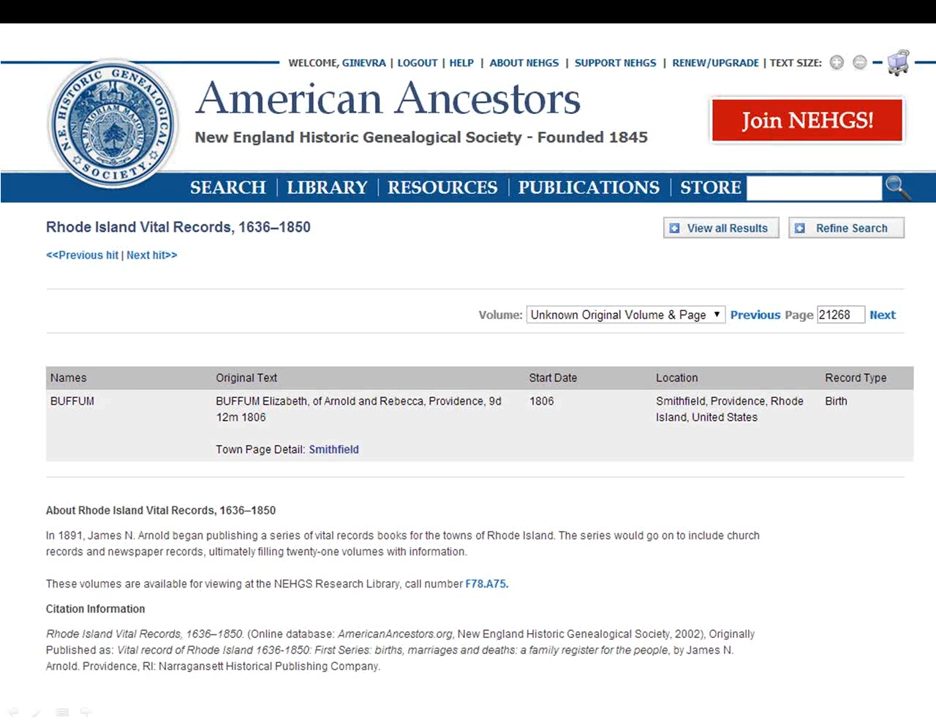 WELCOME, GINEVRA | LOGOUT | HELP | ABOUT NEHGS | SUPPORT NEHGS | RENEW/UPGRADE | TEXT SIZE:
N.E. HISTORIC GENEALOGICAL SOCIETY
IN MEMORIAM MAJORUM
American Ancestors
New England Historic Genealogical Society - Founded 1845
Join NEHGS!
SEARCH | LIBRARY | RESOURCES | PUBLICATIONS | STORE
Rhode Island Vital Records, 1636–1850
View all Results
Refine Search
<<Previous hit | Next hit>>
Volume: Unknown Original Volume & Page Previous Page 21268 Next
Names Original Text Start Date Location Record Type
BUFFUM BUFFUM Elizabeth, of Arnold and Rebecca, Providence, 9d 1806 Smithfield, Providence, Rhode Birth
12m 1806 Island, United States
Town Page Detail: Smithfield
About Rhode Island Vital Records, 1636–1850
In 1891, James N. Arnold began publishing a series of vital records books for the towns of Rhode Island. The series would go on to include church
records and newspaper records, ultimately filling twenty-one volumes with information.
These volumes are available for viewing at the NEHGS Research Library, call number F78.A75.
Citation Information
Rhode Island Vital Records, 1636–1850. (Online database: AmericanAncestors.org, New England Historic Genealogical Society, 2002), Originally
Published as: Vital record of Rhode Island 1636-1850: First Series: births, marriages and deaths: a family register for the people, by James N.
Arnold. Providence, RI: Narragansett Historical Publishing Company.